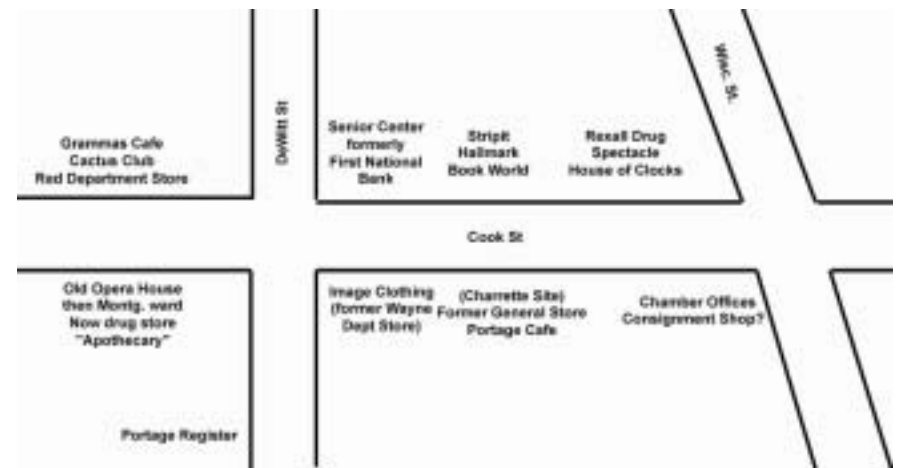 Wisc. St.
DeWitt St
Grammas Cafe
Cactus Club
Red Department Store
Senior Center
formerly
First National
Bank
Stripit
Hallmark
Book World
Rexall Drug
Spectacle
House of Clocks
Cook St
Old Opera House
then Montg. ward
Now drug store
"Apothecary"
Image Clothing
(former Wayne
Dept Store)
(Charrette Site)
Former General Store
Portage Cafe
Chamber Offices
Consignment Shop?
Portage Register